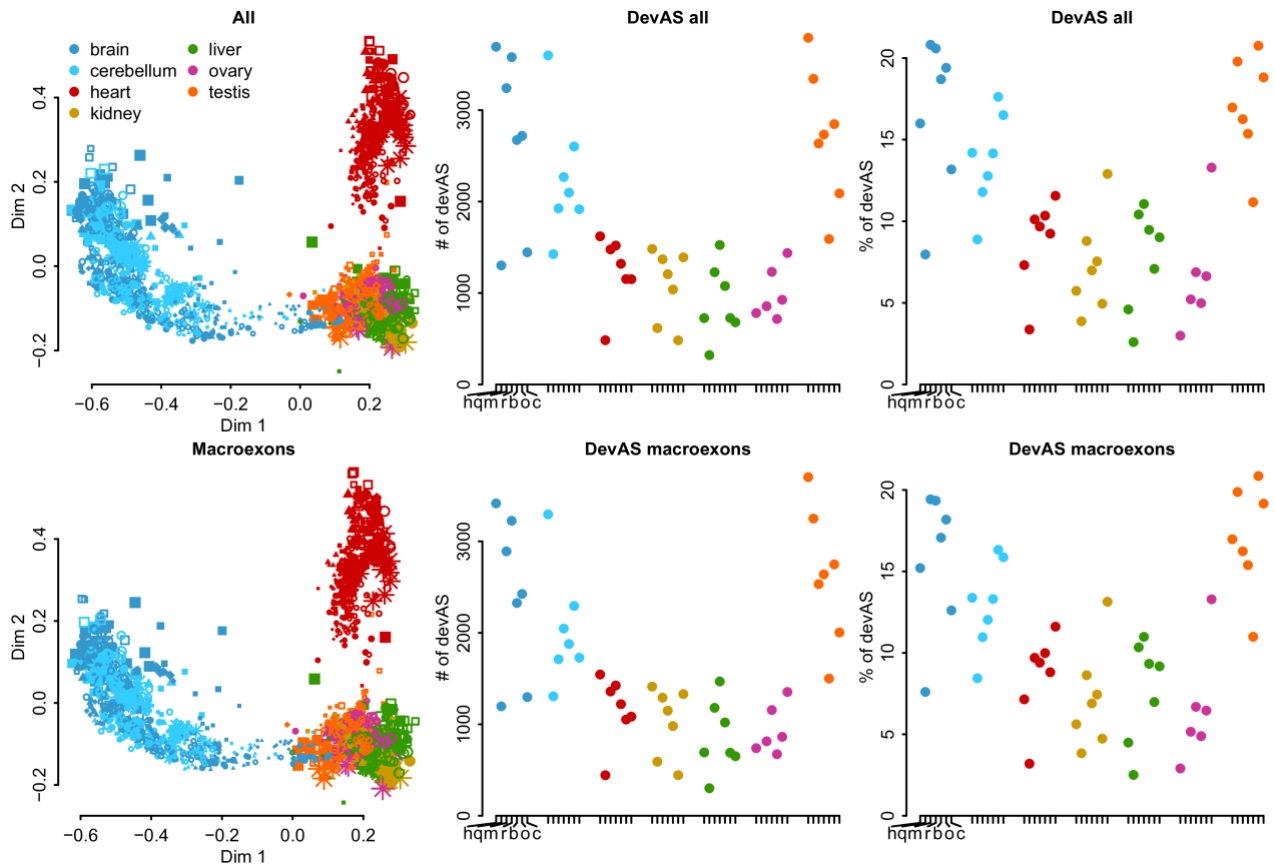 All
brain
cerebellum
heart
kidney
liver
ovary
testis
Dim 2
−0.2
0.0
0.2
0.4
−0.6
−0.4
−0.2
0.0
0.2
Dim 1
DevAS all
# of devAS
0
1000
2000
3000
hqmrboc
DevAS all
% of devAS
0
5
10
15
20
hqmrboc
Macroexons
Dim 2
−0.2
0.0
0.2
0.4
−0.6
−0.4
−0.2
0.0
0.2
Dim 1
DevAS macroexons
# of devAS
0
1000
2000
3000
hqmrboc
DevAS macroexons
% of devAS
0
5
10
15
20
hqmrboc